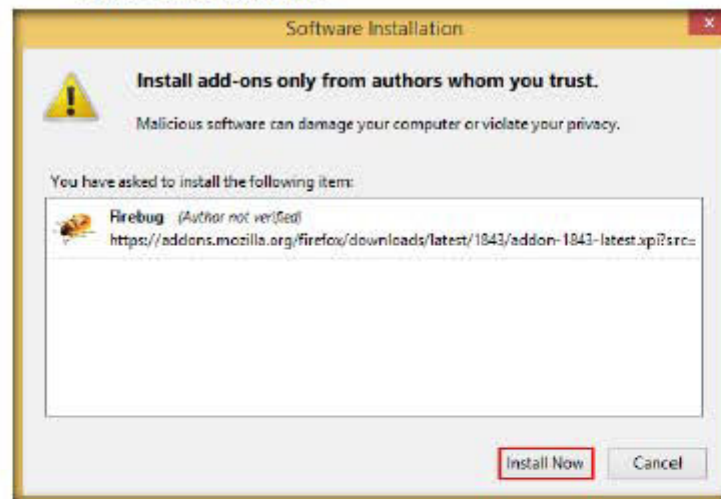 Software Installation
x
Install add-ons only from authors whom you trust.
Malicious software can damage your computer or violate your privacy.
You have asked to install the following item:
Firebug (Author not verified)
https://addons.mozilla.org/firefox/downloads/latest/1843/addon-1843-latest.xpi?src=
Install Now Cancel